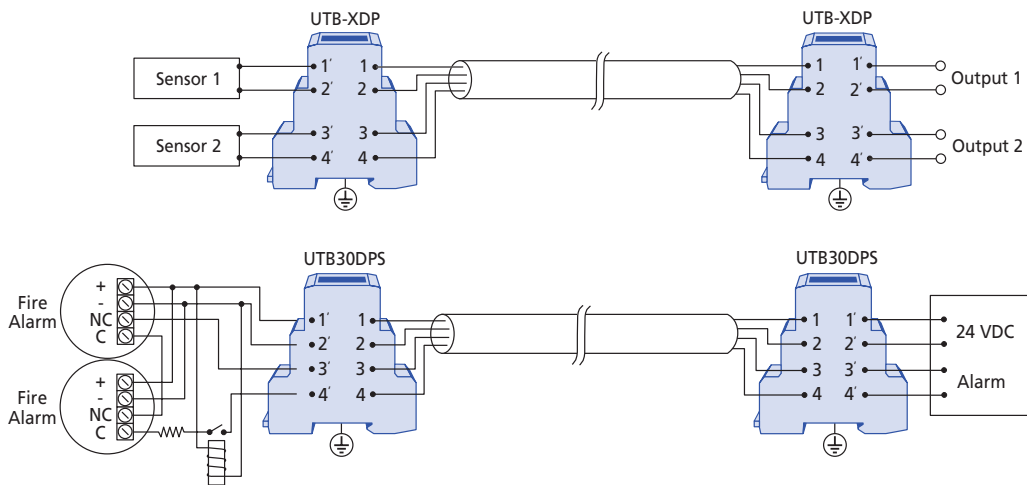 UTB-XDP
UTB-XDP
Sensor 1
1' 1
2' 2
Sensor 2
3' 3
4' 4
1 1'
2 2'
Output 1
3 3'
4 4'
Output 2
UTB30DPS
UTB30DPS
Fire
Alarm
+
-
NC
C
Fire
Alarm
+
-
NC
C
1' 1
2' 2
3' 3
4' 4
1 1'
2 2'
3 3'
4 4'
24 VDC
Alarm